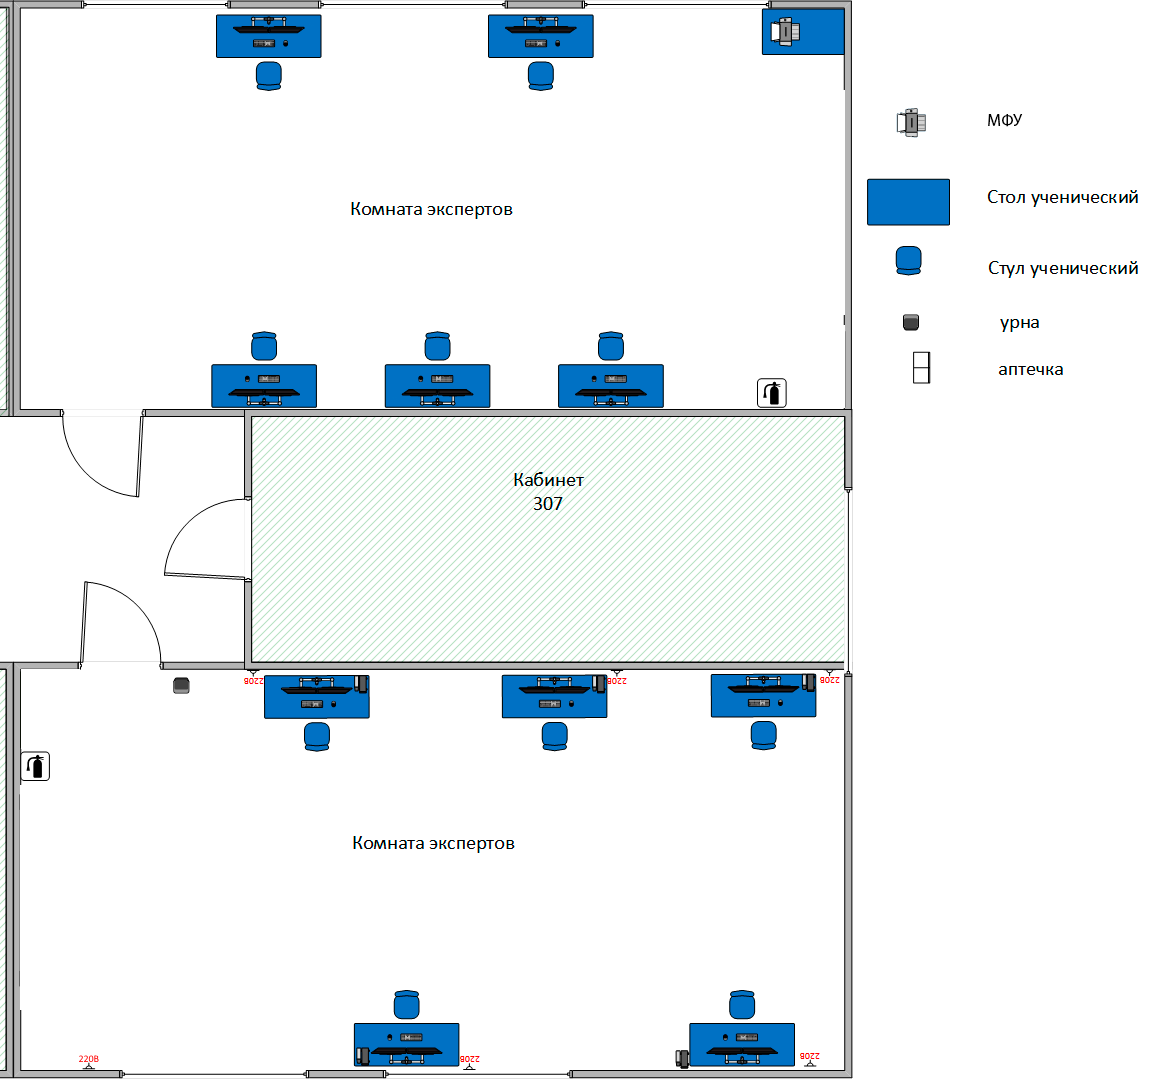 МФУ
Стол ученический
Комната экспертов
Стул ученический
урна
аптечка
Кабинет
307
220В
220В
220В
Комната экспертов
220В
220В
220В